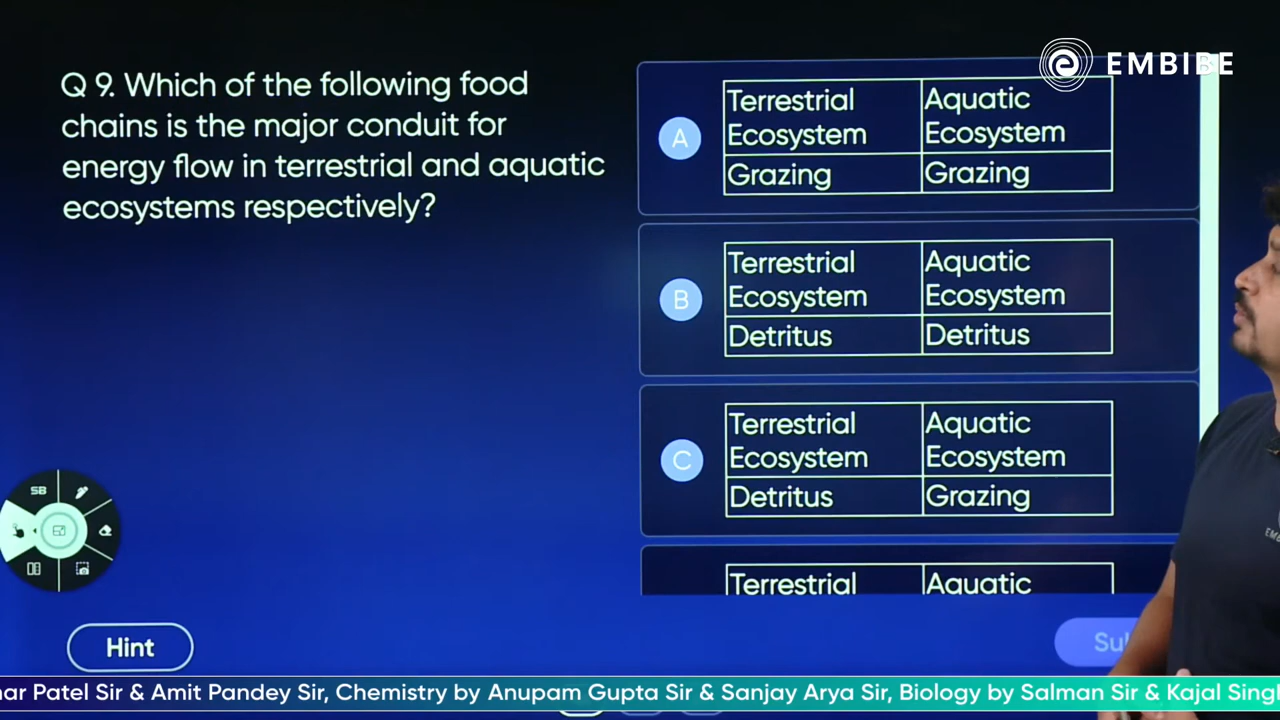 EMBIBE
Q 9. Which of the following food
chains is the major conduit for
energy flow in terrestrial and aquatic
ecosystems respectively?
A
Terrestrial Ecosystem
Aquatic Ecosystem
Grazing
Grazing
B
Terrestrial Ecosystem
Aquatic Ecosystem
Detritus
Detritus
C
Terrestrial Ecosystem
Aquatic Ecosystem
Detritus
Grazing
Terrestrial
Aquatic
SB
Hint
Patel Sir & Amit Pandey Sir, Chemistry by Anupam Gupta Sir & Sanjay Arya Sir, Biology by Salman Sir & Kajal